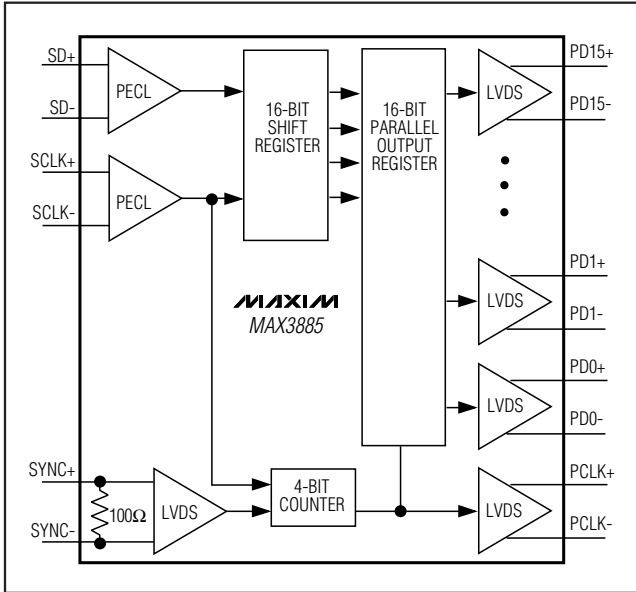 SD+
SD-
SCLK+
SCLK-
SYNC+
SYNC-
PECL
PECL
100Ω
LVDS
16-BIT
SHIFT
REGISTER
16-BIT
PARALLEL
OUTPUT
REGISTER
MAXIM
MAX3885
4-BIT
COUNTER
LVDS
PD15+
PD15-
LVDS
PD1+
PD1-
LVDS
PD0+
PD0-
LVDS
PCLK+
PCLK-